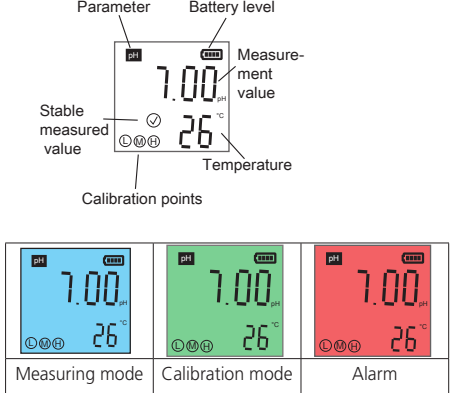 Parameter Battery level
pH
7.00 pH
Measure-
ment
value
Stable
measured
value
26 °C
L M H
Temperature
Calibration points
pH pH pH
7.00 pH 7.00 pH 7.00 pH
L M H 26 °C L M H 26 °C L M H 26 °C
Measuring mode Calibration mode Alarm